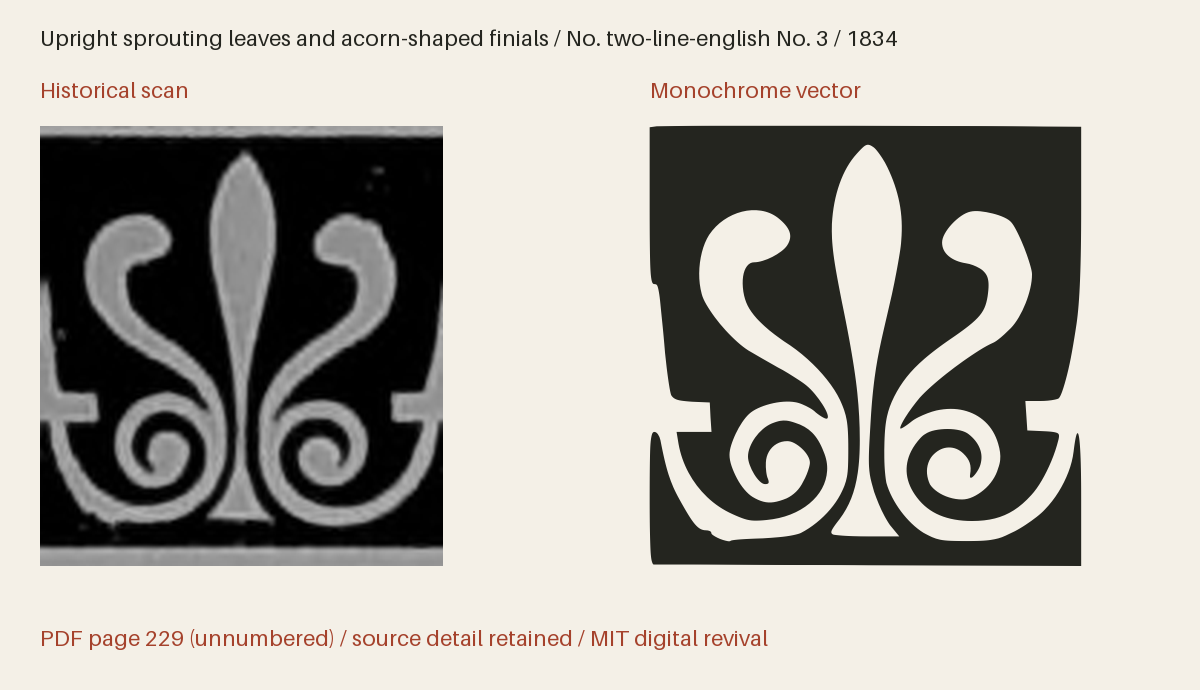 Upright sprouting leaves and acorn-shaped finials / No. two-line-english No. 3 / 1834
Historical scan
Monochrome vector
PDF page 229 (unnumbered) / source detail retained / MIT digital revival